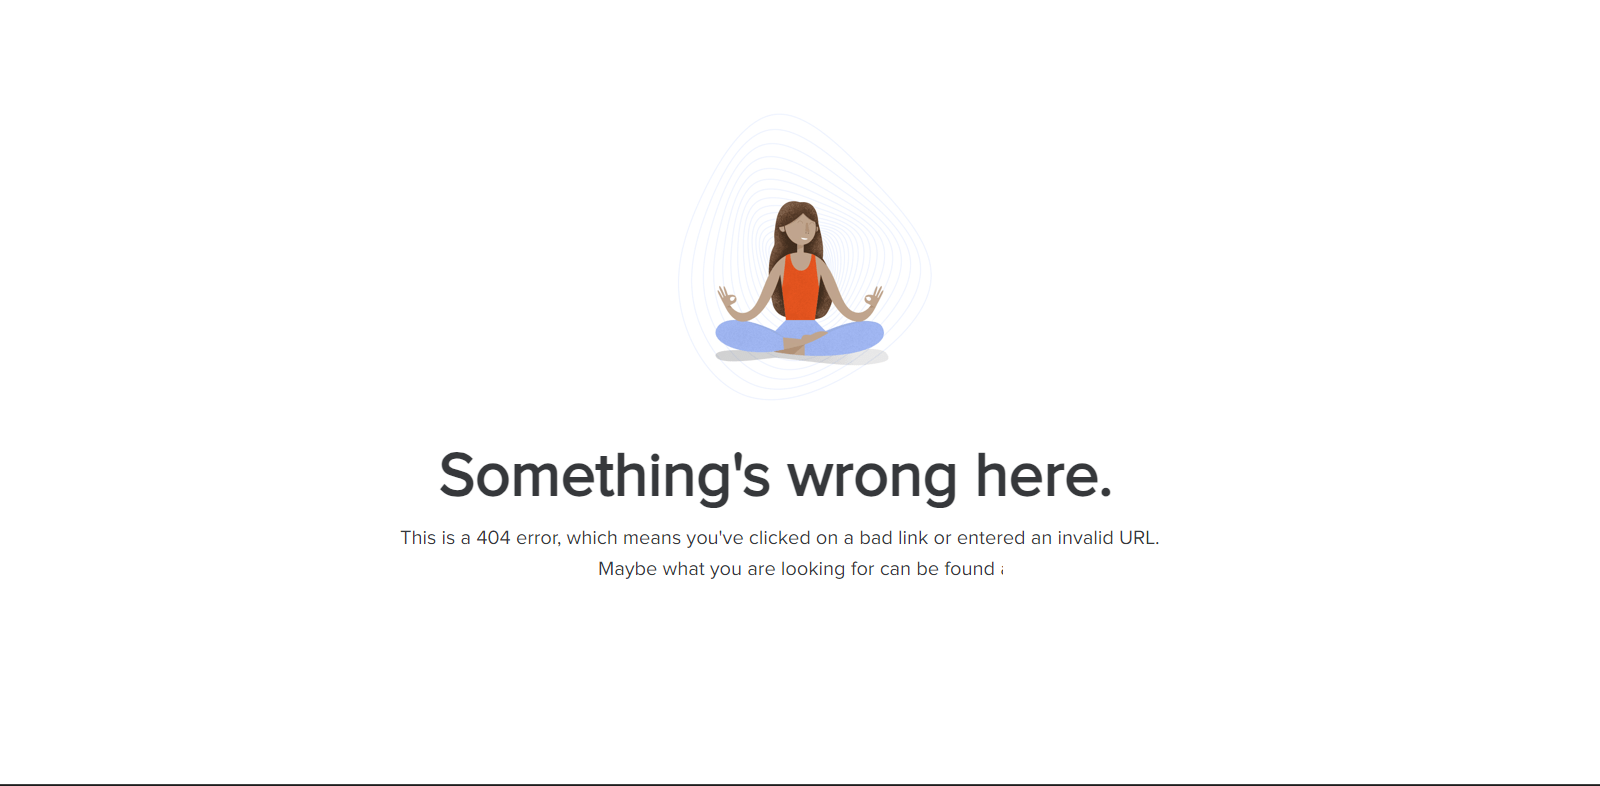 Something's wrong here.
This is a 404 error, which means you've clicked on a bad link or entered an invalid URL.
Maybe what you are looking for can be found